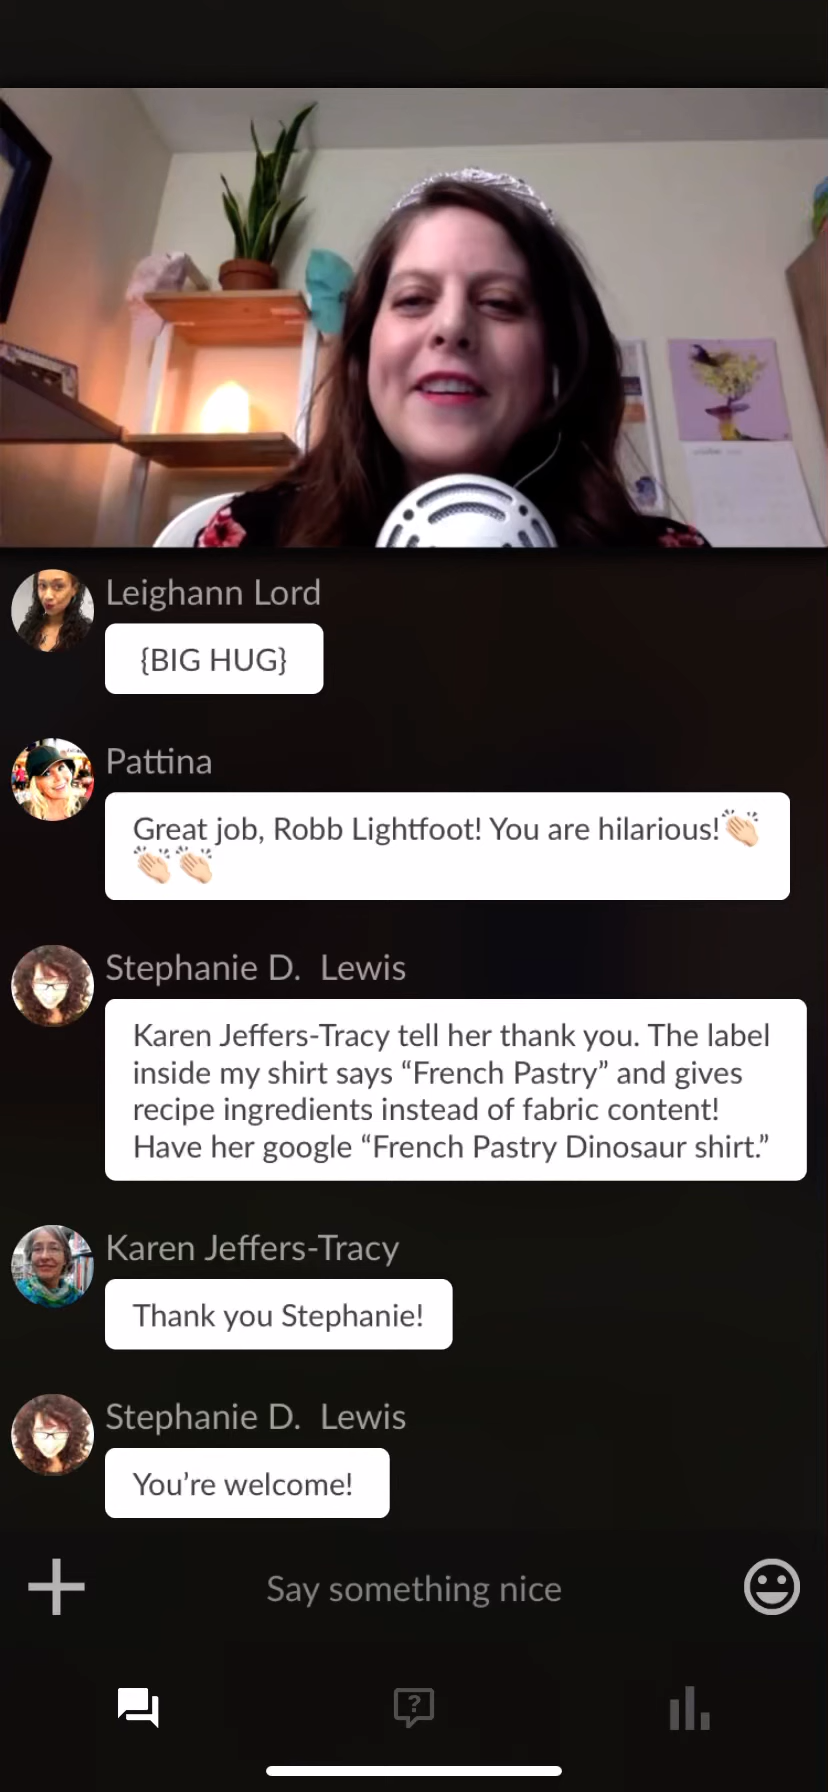 Leighann Lord
{BIG HUG}
Pattina
Great job, Robb Lightfoot! You are hilarious!👏🏻
👏🏻👏🏻
Stephanie D.  Lewis
Karen Jeffers-Tracy tell her thank you. The label
inside my shirt says “French Pastry” and gives
recipe ingredients instead of fabric content!
Have her google “French Pastry Dinosaur shirt.”
Karen Jeffers-Tracy
Thank you Stephanie!
Stephanie D.  Lewis
You’re welcome!
Say something nice